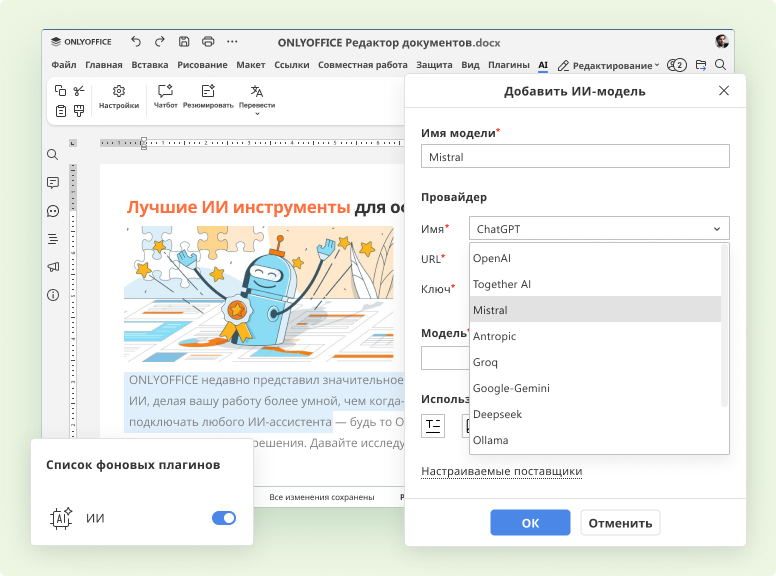 ONLYOFFICE
ONLYOFFICE Редактор документов.docx
Файл Главная Вставка Рисование Макет Ссылки Совместная работа Защита Вид Плагины AI Редактирование 2
Настройки Чатбот Резюмировать Перевести
Лучшие ИИ инструменты для
ONLYOFFICE недавно представил значительное
ИИ, делая вашу работу более умной, чем когда-
подключать любого ИИ-ассистента — будь то O
решения. Давайте исследу
Все изменения сохранены
Список фоновых плагинов
AI ИИ
Добавить ИИ-модель
Имя модели*
Mistral
Провайдер
Имя* ChatGPT
URL*
Ключ*
OpenAI
Together AI
Mistral
Antropic
Groq
Google-Gemini
Deepseek
Ollama
Модель*
Использ
T
Настраиваемые поставщики
OK Отменить